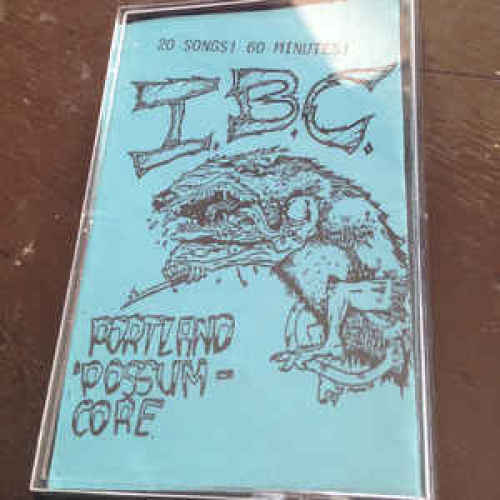 20 SONGS! 60 MINUTES!
I.B.C.
PORTLAND
'POSSUM-
CORE